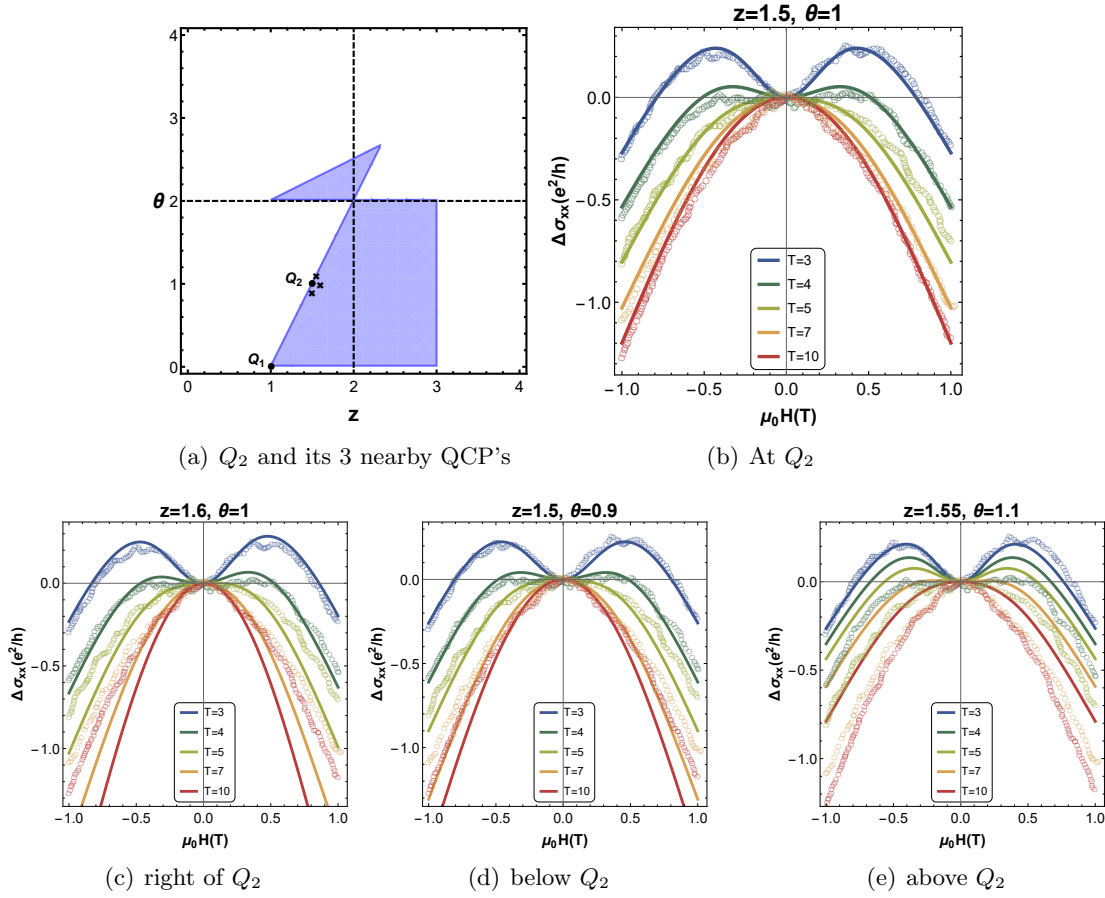 4
3
θ 2
1
0
0 1 2 3 4
z
Q₂
Q₁
(a) Q₂ and its 3 nearby QCP's
z=1.5, θ=1
0.0
−0.5
−1.0
Δσxx(e²/h)
T=3
T=4
T=5
T=7
T=10
−1.0 −0.5 0.0 0.5 1.0
μ₀H(T)
(b) At Q₂
z=1.6, θ=1
0.0
−0.5
−1.0
Δσxx(e²/h)
T=3
T=4
T=5
T=7
T=10
−1.0 −0.5 0.0 0.5 1.0
μ₀H(T)
(c) right of Q₂
z=1.5, θ=0.9
0.0
−0.5
−1.0
Δσxx(e²/h)
T=3
T=4
T=5
T=7
T=10
−1.0 −0.5 0.0 0.5 1.0
μ₀H(T)
(d) below Q₂
z=1.55, θ=1.1
0.0
−0.5
−1.0
Δσxx(e²/h)
T=3
T=4
T=5
T=7
T=10
−1.0 −0.5 0.0 0.5 1.0
μ₀H(T)
(e) above Q₂